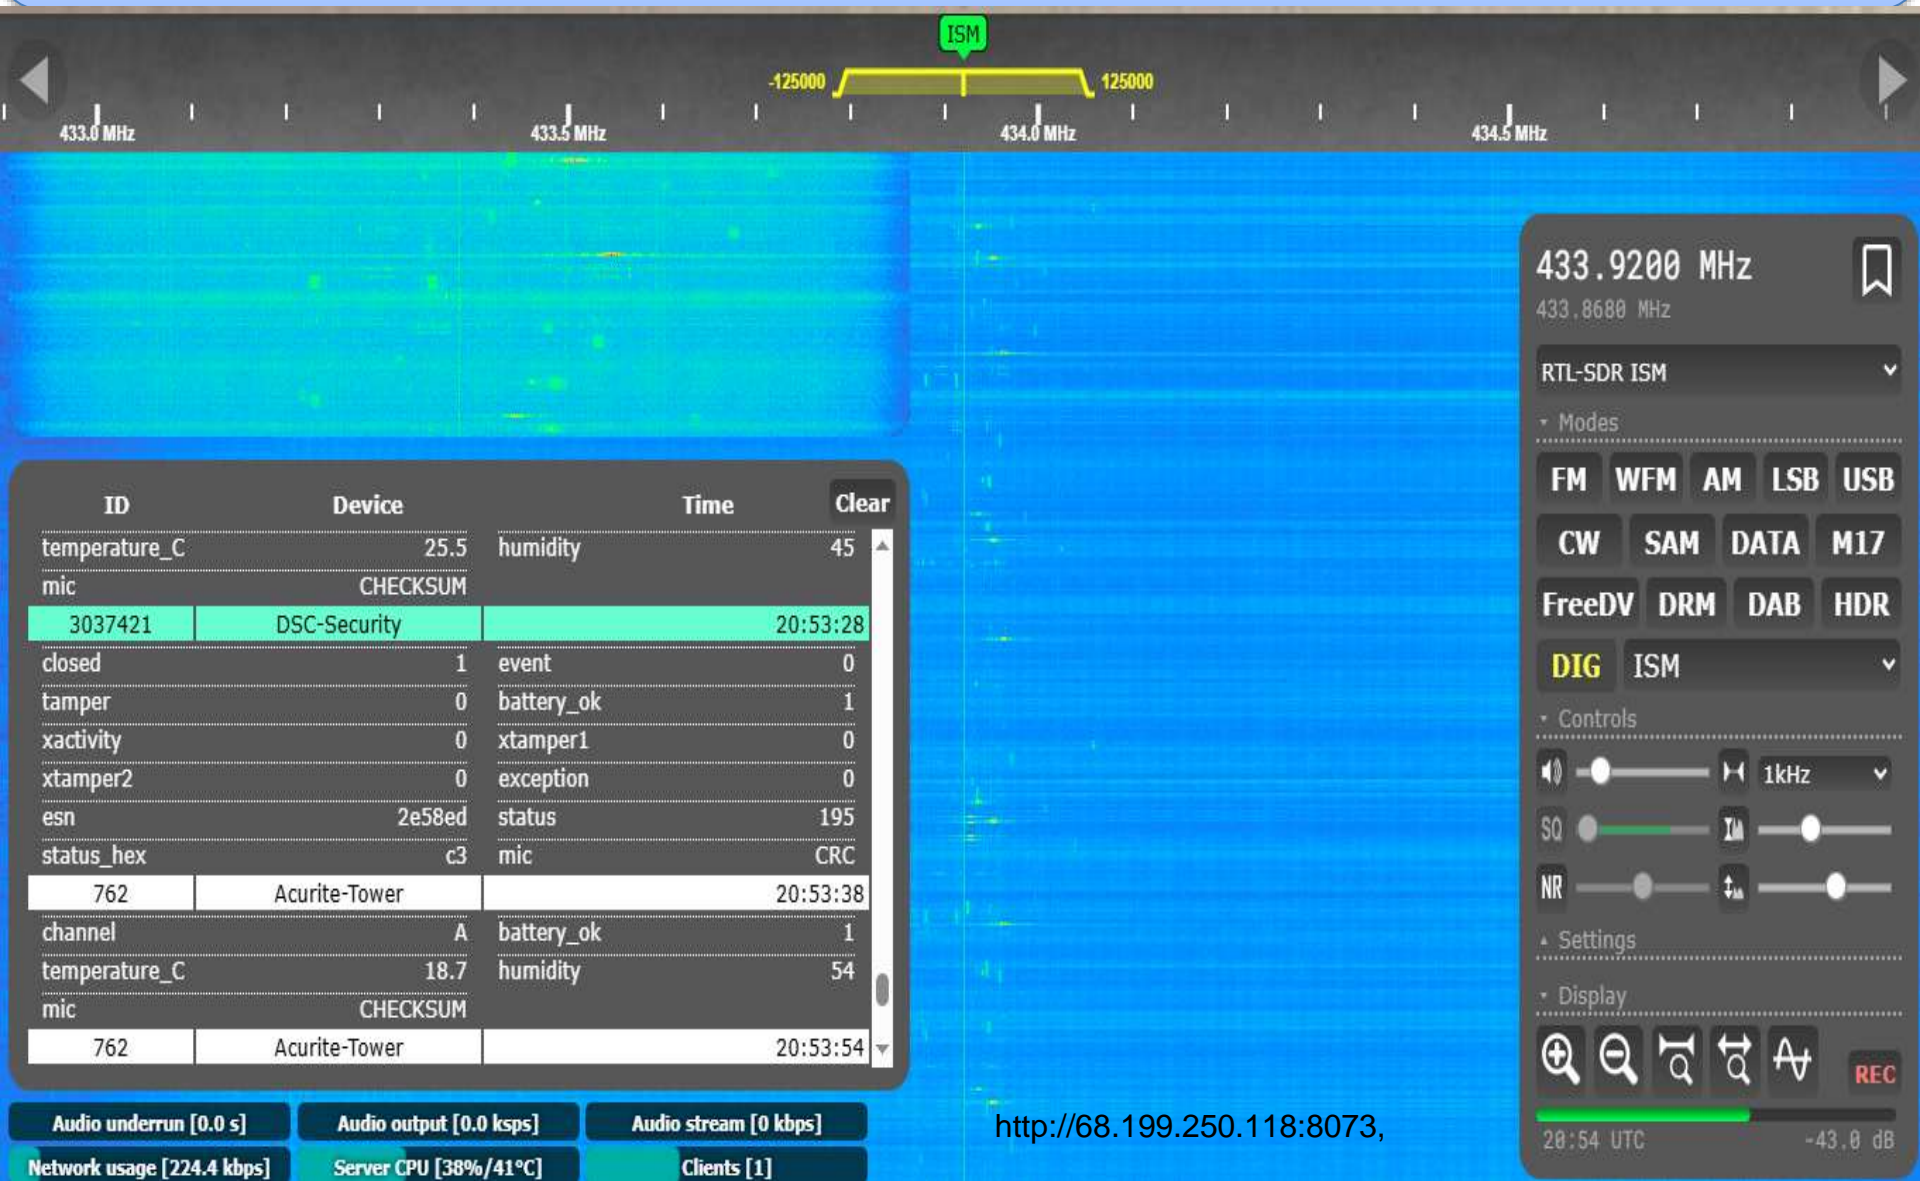 ISM
-125000 125000
433.0 MHz 433.5 MHz 434.0 MHz 434.5 MHz
433.9200 MHz
433.8680 MHz
RTL-SDR ISM
Modes
FM WFM AM LSB USB
CW SAM DATA M17
FreeDV DRM DAB HDR
DIG ISM
Controls
1kHz
SQ
NR
Settings
Display
REC
20:54 UTC -43.0 dB
ID Device Time Clear
temperature_C 25.5 humidity 45
mic CHECKSUM
3037421 DSC-Security 20:53:28
closed 1 event 0
tamper 0 battery_ok 1
xactivity 0 xtamper1 0
xtamper2 0 exception 0
esn 2e58ed status 195
status_hex c3 mic CRC
762 Acurite-Tower 20:53:38
channel A battery_ok 1
temperature_C 18.7 humidity 54
mic CHECKSUM
762 Acurite-Tower 20:53:54
Audio underrun [0.0 s] Audio output [0.0 ksps] Audio stream [0 kbps]
Network usage [224.4 kbps] Server CPU [38%/41°C] Clients [1]
http://68.199.250.118:8073,